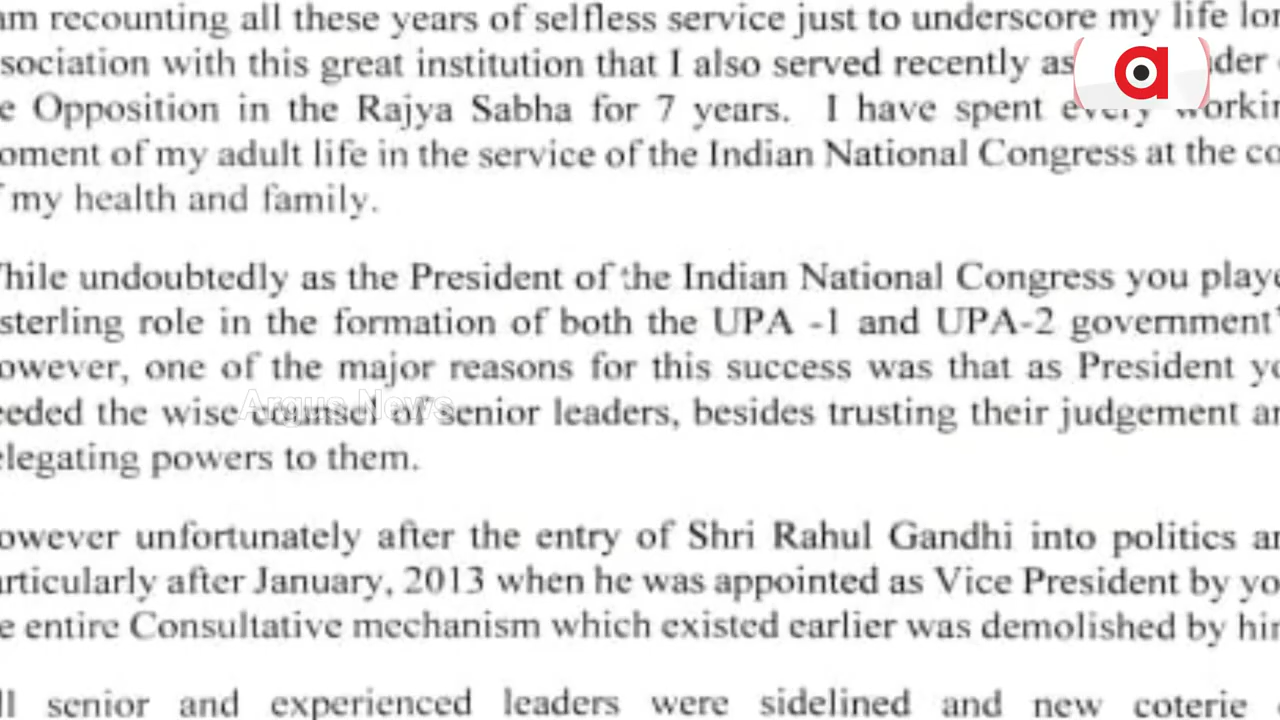 m recounting all these years of selfless service just to underscore my life lon
sociation with this great institution that I also served recently as der
e Opposition in the Rajya Sabha for 7 years. I have spent every workin
oment of my adult life in the service of the Indian National Congress at the co
f my health and family.
hile undoubtedly as the President of the Indian National Congress you playe
sterling role in the formation of both the UPA -1 and UPA-2 government'
owever, one of the major reasons for this success was that as President yo
eeded the wise counsel of senior leaders, besides trusting their judgement an
elegating powers to them.
owever unfortunately after the entry of Shri Rahul Gandhi into politics an
articularly after January, 2013 when he was appointed as Vice President by yo
e entire Consultative mechanism which existed earlier was demolished by him
ll senior and experienced leaders were sidelined and new coterie
a
Argus News